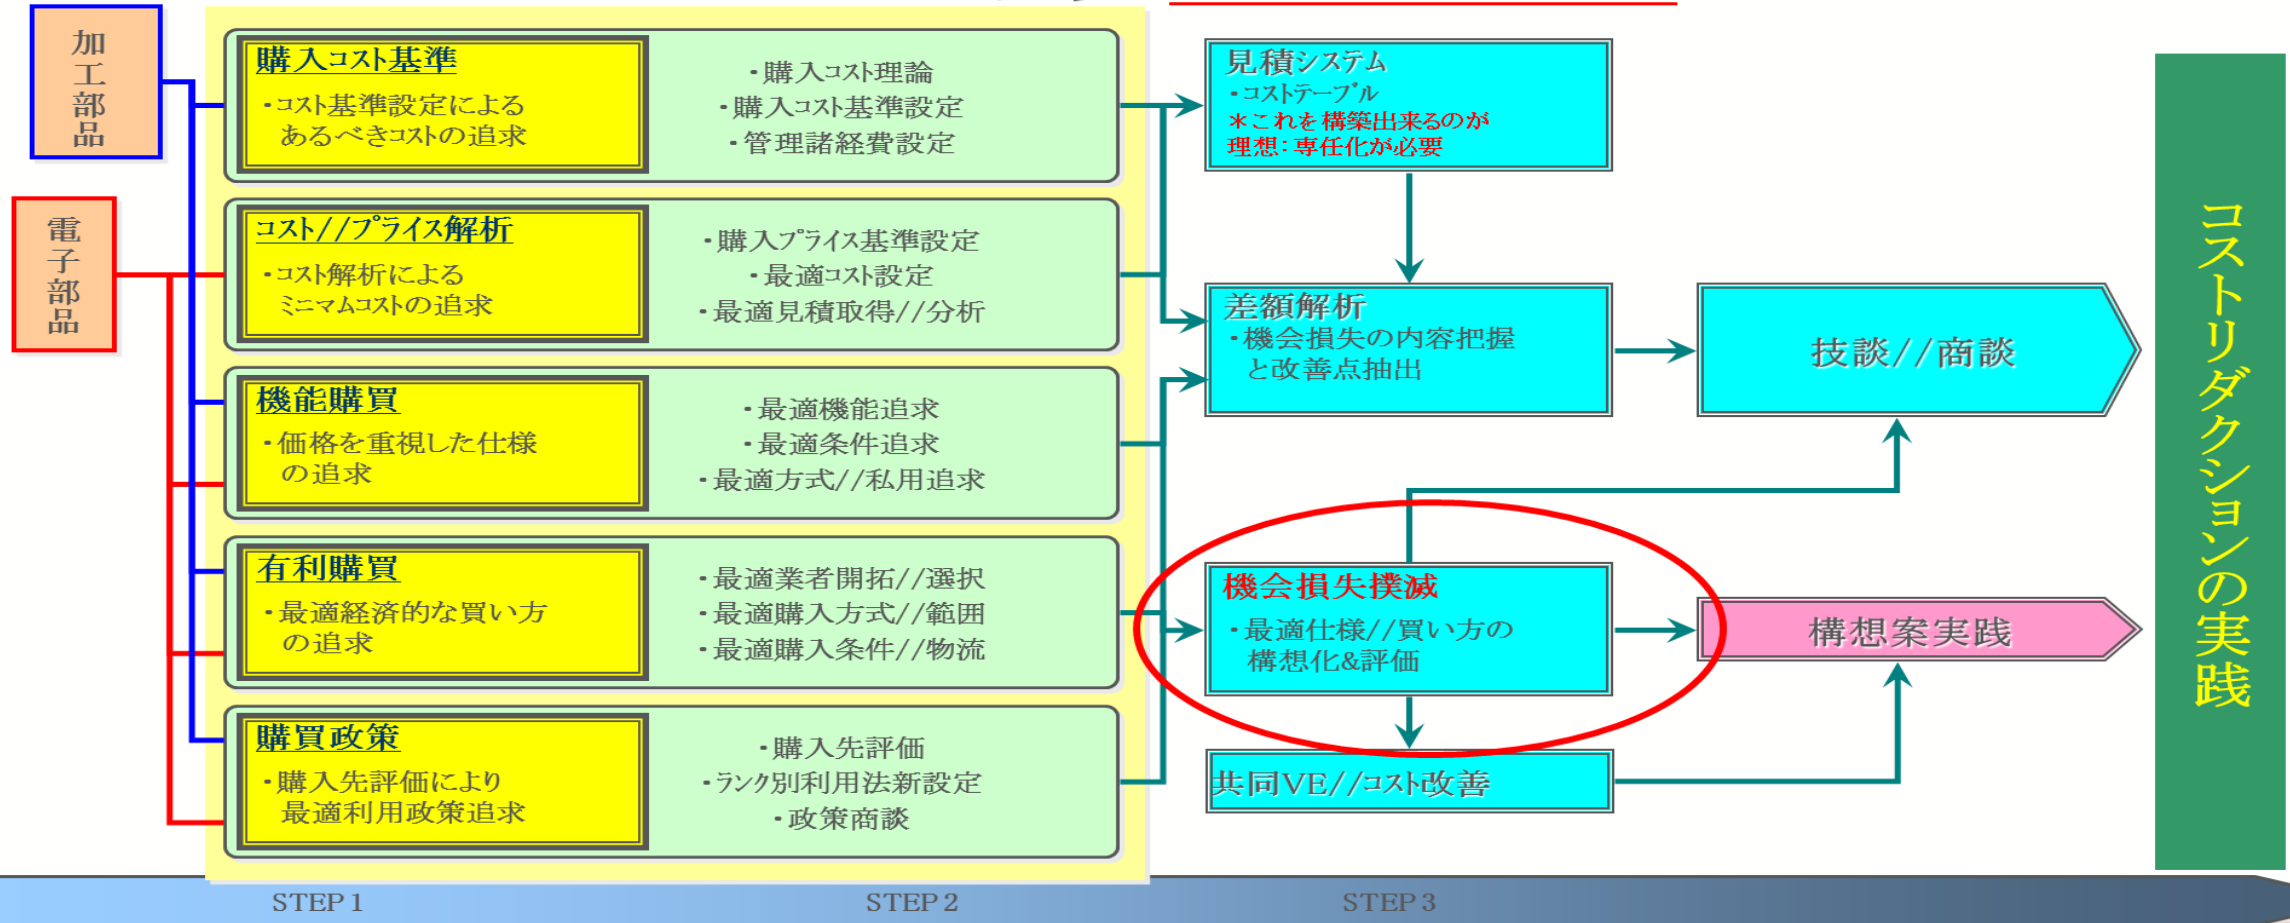 加工部品
電子部品
購入コスト基準
・コスト基準設定による
あるべきコストの追求
・購入コスト理論
・購入コスト基準設定
・管理諸経費設定
コスト//プライス解析
・コスト解析による
ミニマムコストの追求
・購入プライス基準設定
・最適コスト設定
・最適見積取得//分析
機能購買
・価格を重視した仕様
の追求
・最適機能追求
・最適条件追求
・最適方式//私用追求
有利購買
・最適経済的な買い方
の追求
・最適業者開拓//選択
・最適購入方式//範囲
・最適購入条件//物流
購買政策
・購入先評価により
最適利用政策追求
・購入先評価
・ランク別利用法新設定
・政策商談
見積システム
・コストテーブル
＊これを構築出来るのが
理想：専任化が必要
差額解析
・機会損失の内容把握
と改善点抽出
技談//商談
機会損失撲滅
・最適仕様//買い方の
構想化&評価
構想案実践
共同VE//コスト改善
コストリダクションの実践
STEP 1
STEP 2
STEP 3